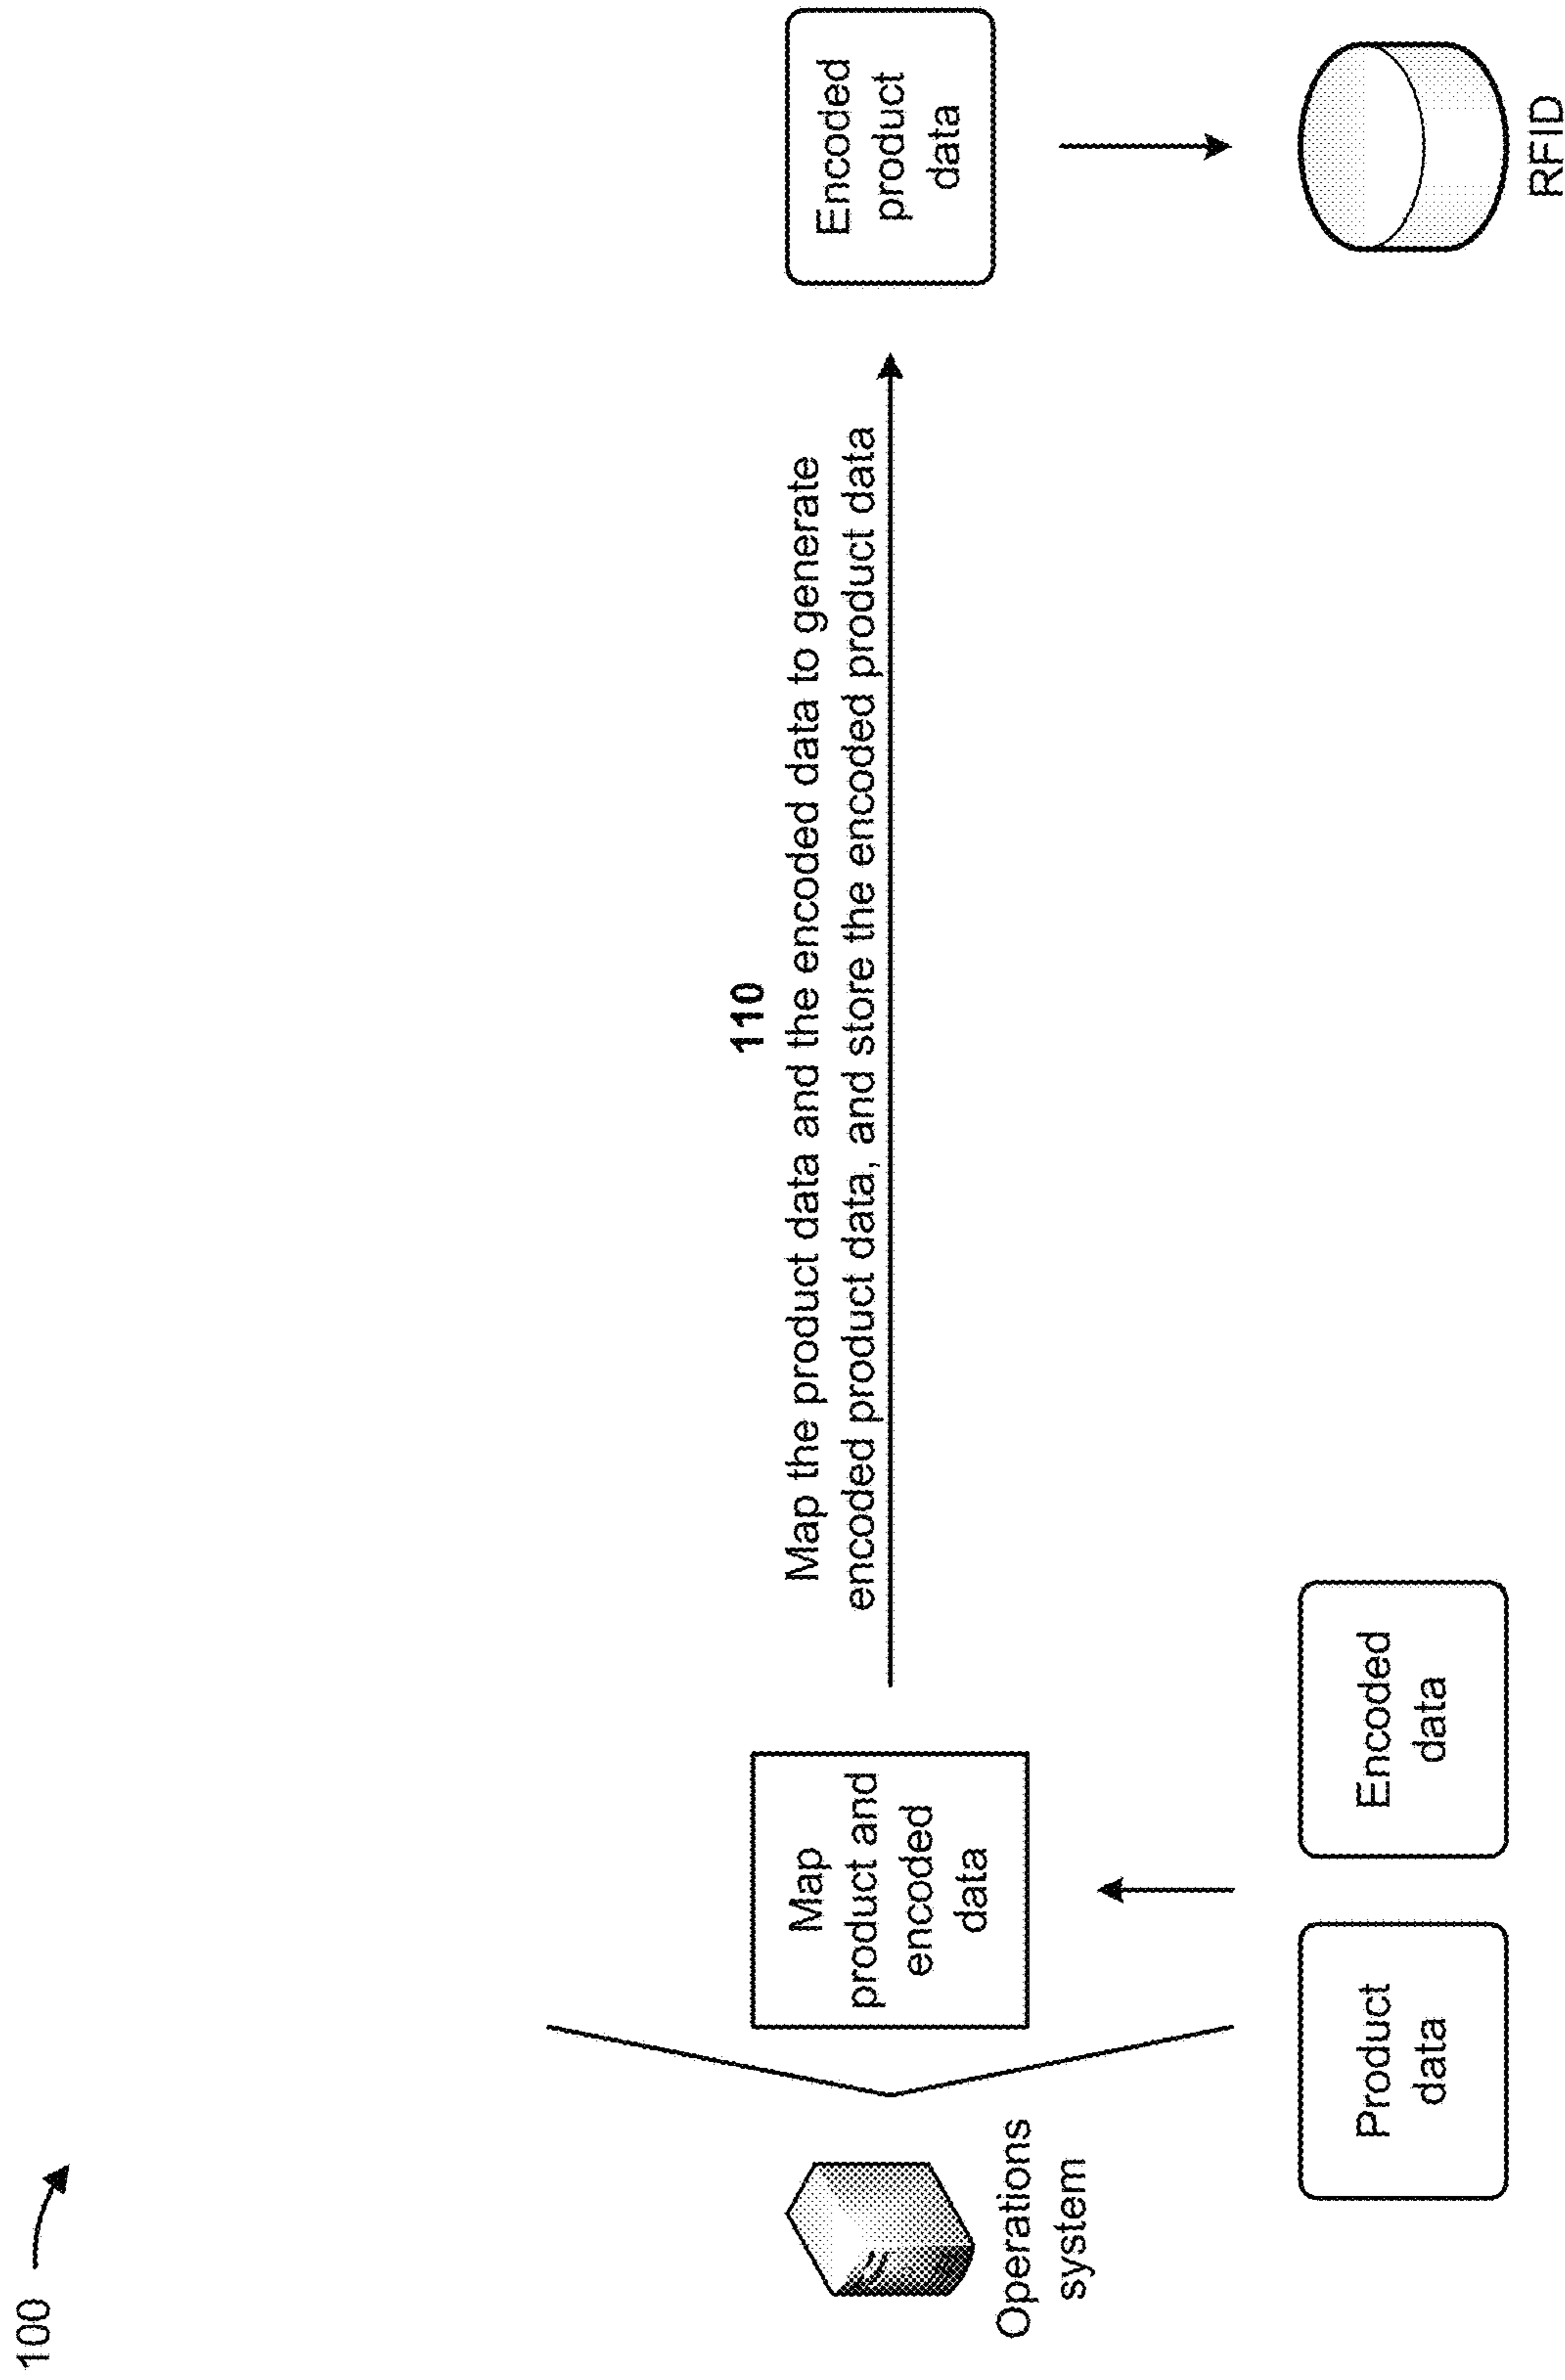 100
110
Map the product data and the encoded data to generate
encoded product data, and store the encoded product data
Operations
system
Map
product and
encoded
data
Encoded
product
data
Product
data
Encoded
data
RFID